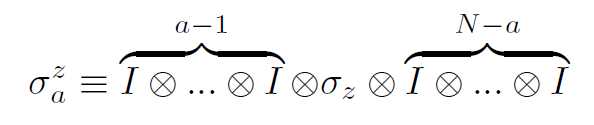 a−1 N−a
σ_a^z ≡ I ⊗ ... ⊗ I ⊗σ_z ⊗ I ⊗ ... ⊗ I